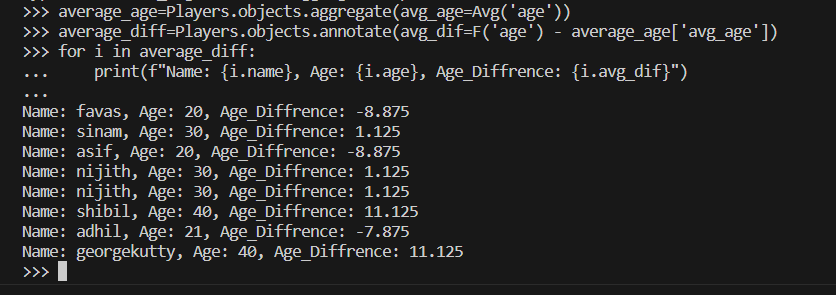 >>> average_age=Players.objects.aggregate(avg_age=Avg('age'))
>>> average_diff=Players.objects.annotate(avg_dif=F('age') - average_age['avg_age'])
>>> for i in average_diff:
...     print(f"Name: {i.name}, Age: {i.age}, Age_Diffrence: {i.avg_dif}")
...
Name: favas, Age: 20, Age_Diffrence: -8.875
Name: sinam, Age: 30, Age_Diffrence: 1.125
Name: asif, Age: 20, Age_Diffrence: -8.875
Name: nijith, Age: 30, Age_Diffrence: 1.125
Name: nijith, Age: 30, Age_Diffrence: 1.125
Name: shibil, Age: 40, Age_Diffrence: 11.125
Name: adhil, Age: 21, Age_Diffrence: -7.875
Name: georgekutty, Age: 40, Age_Diffrence: 11.125
>>>